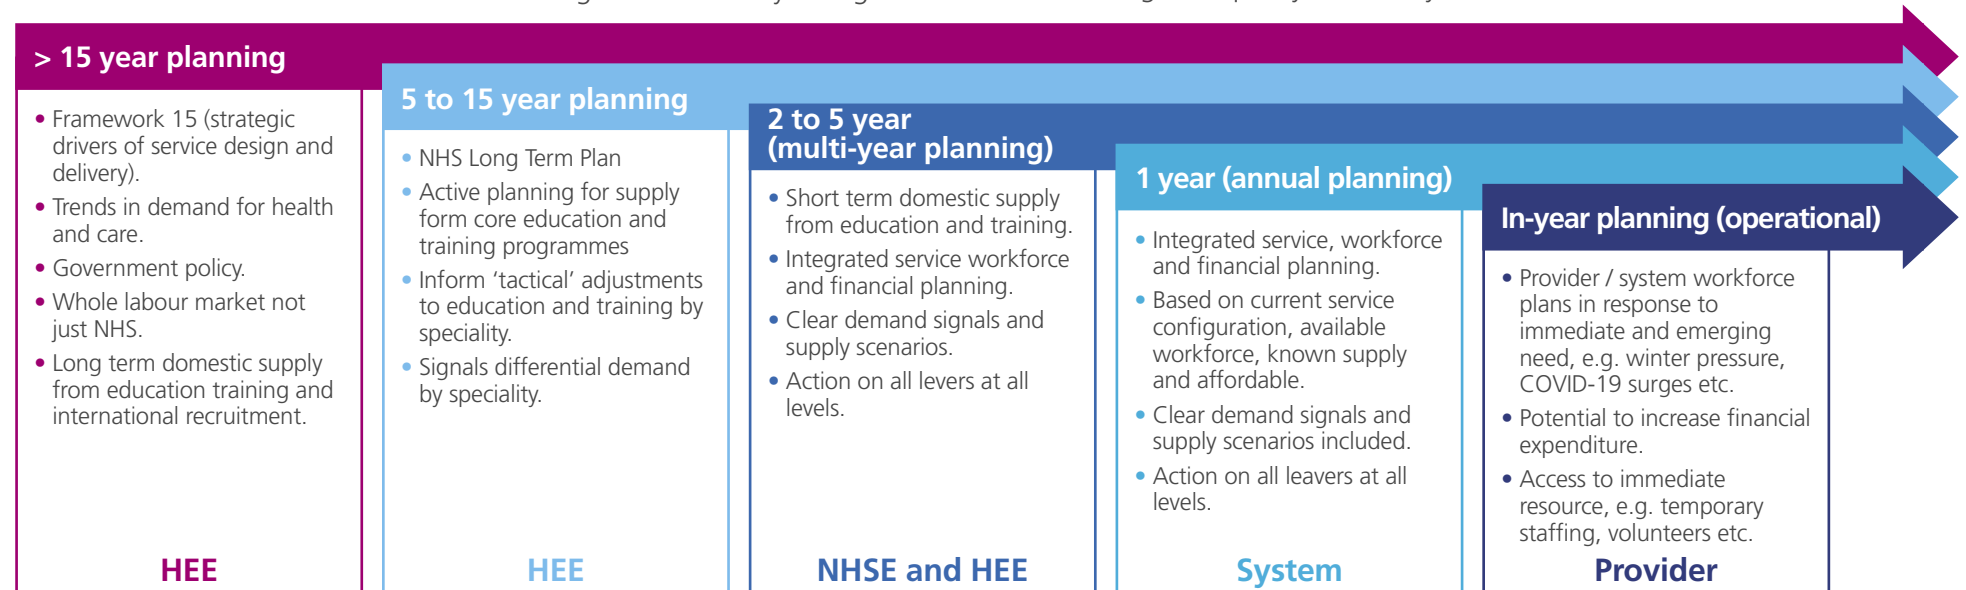 > 15 year planning
• Framework 15 (strategic
drivers of service design and
delivery).
• Trends in demand for health
and care.
• Government policy.
• Whole labour market not
just NHS.
• Long term domestic supply
from education training and
international recruitment.
HEE
5 to 15 year planning
• NHS Long Term Plan
• Active planning for supply
form core education and
training programmes
• Inform ‘tactical’ adjustments
to education and training by
speciality.
• Signals differential demand
by speciality.
HEE
2 to 5 year
(multi-year planning)
• Short term domestic supply
from education and training.
• Integrated service workforce
and financial planning.
• Clear demand signals and
supply scenarios.
• Action on all levers at all
levels.
NHSE and HEE
1 year (annual planning)
• Integrated service, workforce
and financial planning.
• Based on current service
configuration, available
workforce, known supply
and affordable.
• Clear demand signals and
supply scenarios included.
• Action on all leavers at all
levels.
System
In-year planning (operational)
• Provider / system workforce
plans in response to
immediate and emerging
need, e.g. winter pressure,
COVID-19 surges etc.
• Potential to increase financial
expenditure.
• Access to immediate
resource, e.g. temporary
staffing, volunteers etc.
Provider